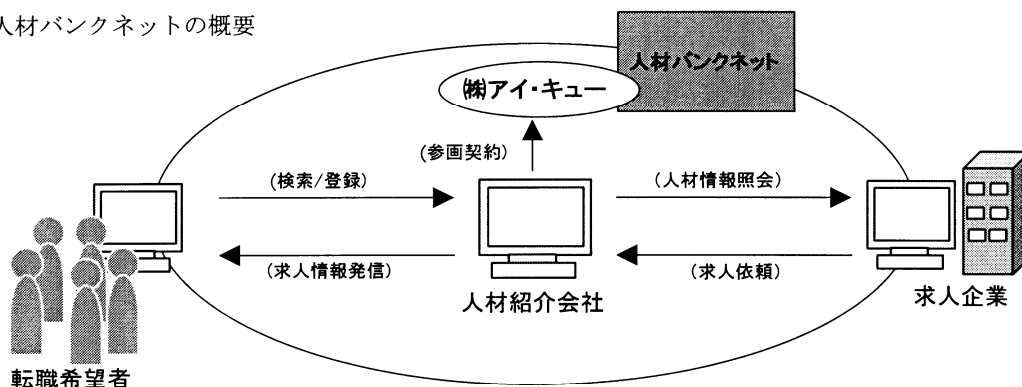 人材バンクネットの概要
人材バンクネット
㈱アイ・キュー
(参画契約)
(検索/登録)
(人材情報照会)
(求人情報発信)
(求人依頼)
人材紹介会社
求人企業
転職希望者